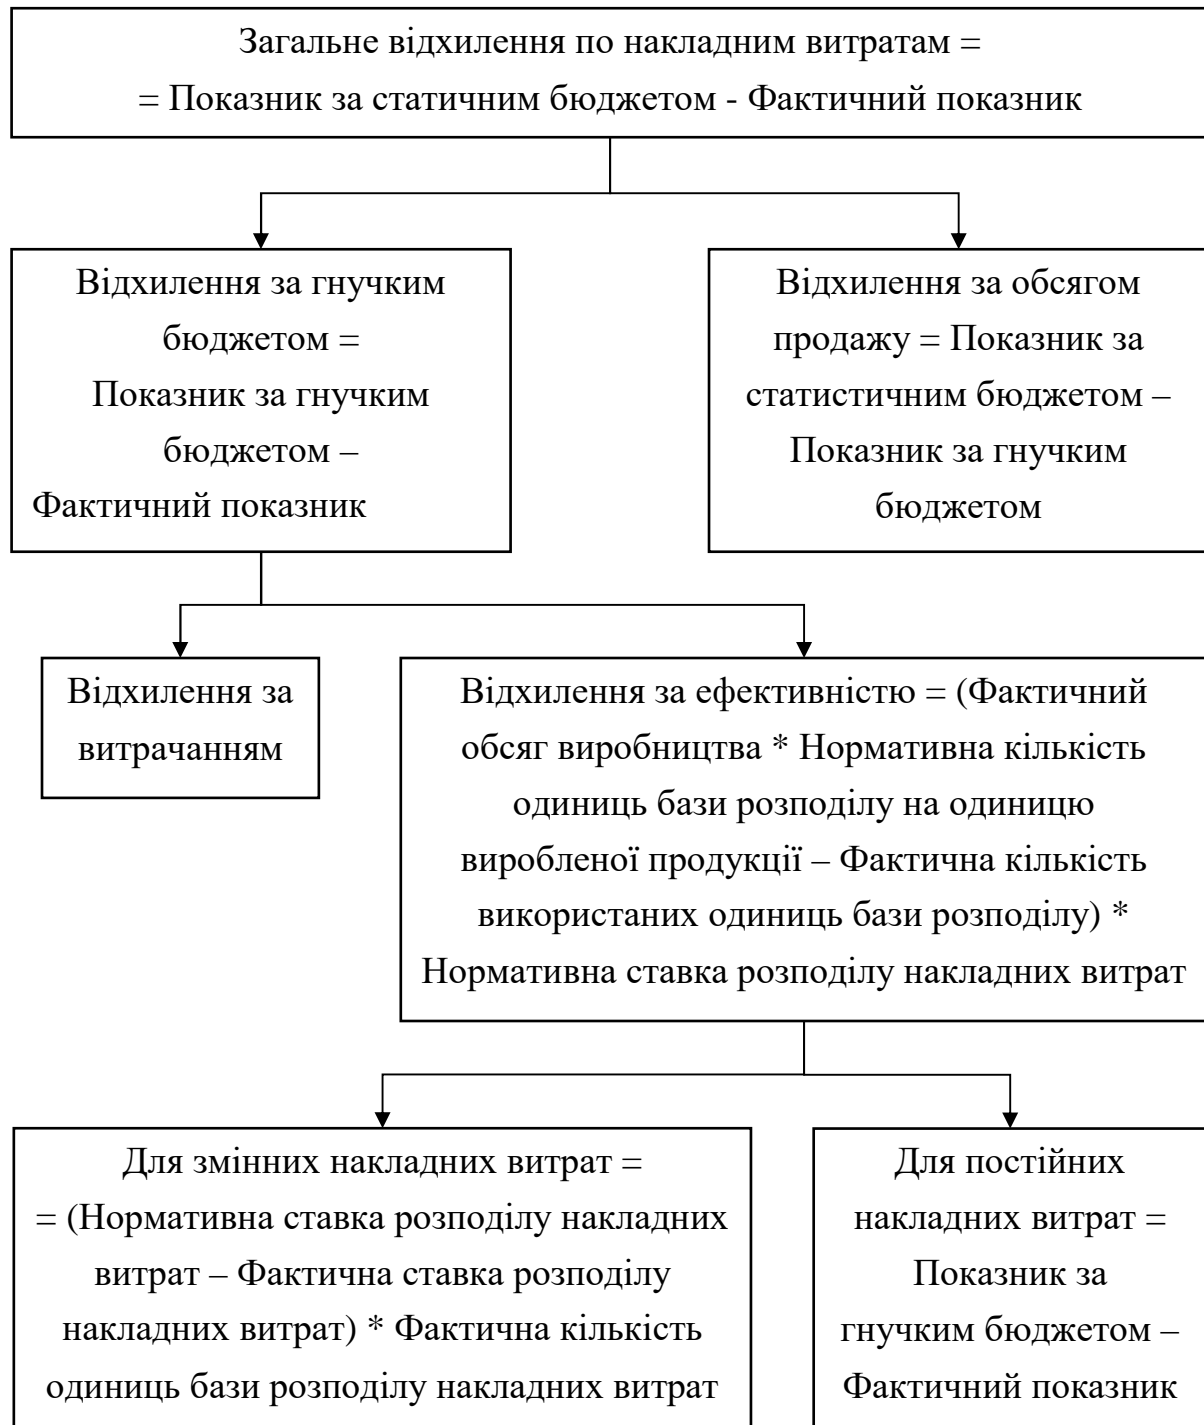 Загальне відхилення по накладним витратам =
= Показник за статичним бюджетом - Фактичний показник
Відхилення за гнучким
бюджетом =
Показник за гнучким
бюджетом –
Фактичний показник
Відхилення за обсягом
продажу = Показник за
статистичним бюджетом –
Показник за гнучким
бюджетом
Відхилення за
витрачанням
Відхилення за ефективністю = (Фактичний
обсяг виробництва * Нормативна кількість
одиниць бази розподілу на одиницю
виробленої продукції – Фактична кількість
використаних одиниць бази розподілу) *
Нормативна ставка розподілу накладних витрат
Для змінних накладних витрат =
= (Нормативна ставка розподілу накладних
витрат – Фактична ставка розподілу
накладних витрат) * Фактична кількість
одиниць бази розподілу накладних витрат
Для постійних
накладних витрат =
Показник за
гнучким бюджетом –
Фактичний показник